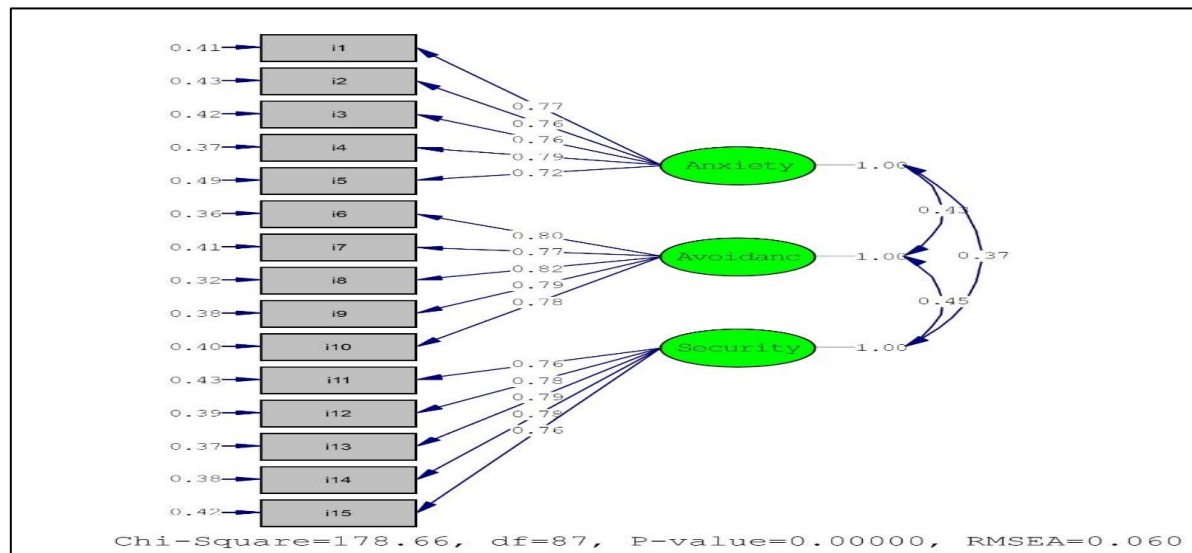 0.41 i1
0.43 i2
0.42 i3
0.37 i4
0.49 i5
0.36 i6
0.41 i7
0.32 i8
0.38 i9
0.40 i10
0.43 i11
0.39 i12
0.37 i13
0.38 i14
0.42 i15
0.77
0.76
0.76
0.79
0.72
0.80
0.77
0.82
0.79
0.78
0.76
0.78
0.79
0.78
0.76
Anxiety 1.00
Avoidanc 1.00
Security 1.00
0.43
0.37
0.45
Chi-Square=178.66, df=87, P-value=0.00000, RMSEA=0.060